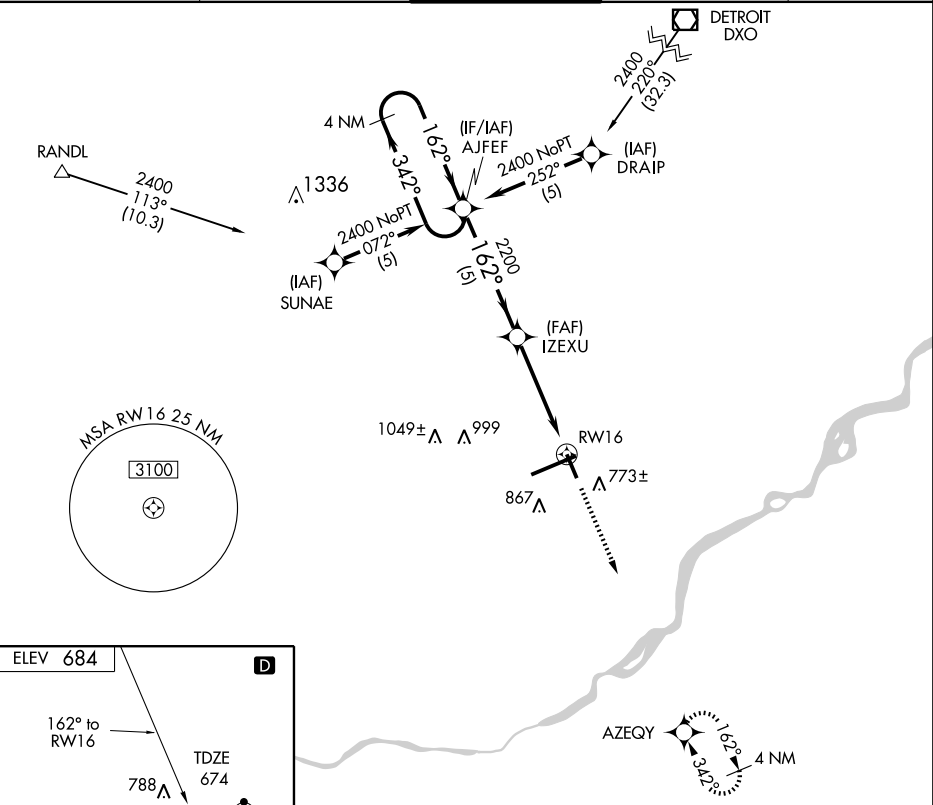 DETROIT
DXO
2400
220°
(32.3)
4 NM
162°
342°
(IF/IAF)
AJFEF
2400 NoPT
252°
(5)
(IAF)
DRAIP
RANDL
2400
113°
(10.3)
1336
2400 NoPT
072°
(5)
(IAF)
SUNAE
2200
162°
(5)
(FAF)
IZEXU
MSA RW16 25 NM
3100
1049±
999
RW16
773±
867
ELEV 684
D
162° to
RW16
TDZE
674
788
AZEQY
162°
342°
4 NM